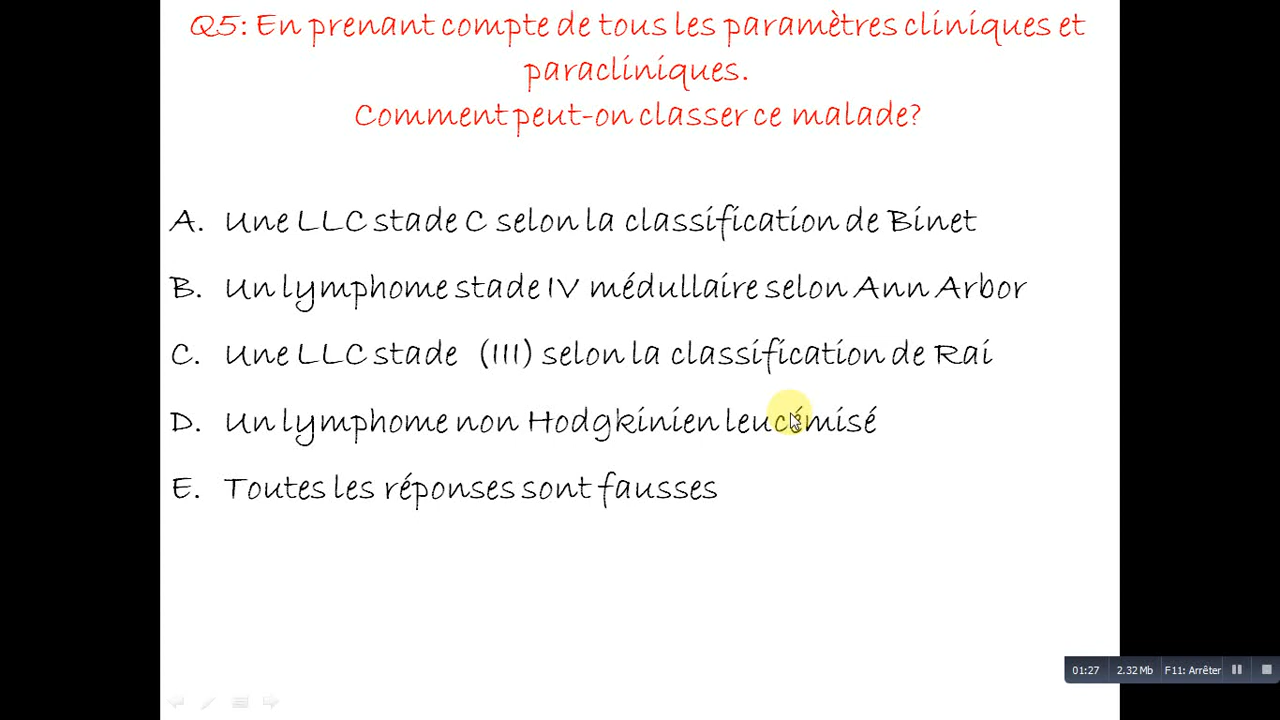 Q5: En prenant compte de tous les paramètres cliniques et
paracliniques.
Comment peut-on classer ce malade?
A. Une LLC stade C selon la classification de Binet
B. Un lymphome stade IV médullaire selon Ann Arbor
C. Une LLC stade (III) selon la classification de Rai
D. Un lymphome non Hodgkinien leucémisé
E. Toutes les réponses sont fausses
01:27 2.32 Mb F11: Arrêter